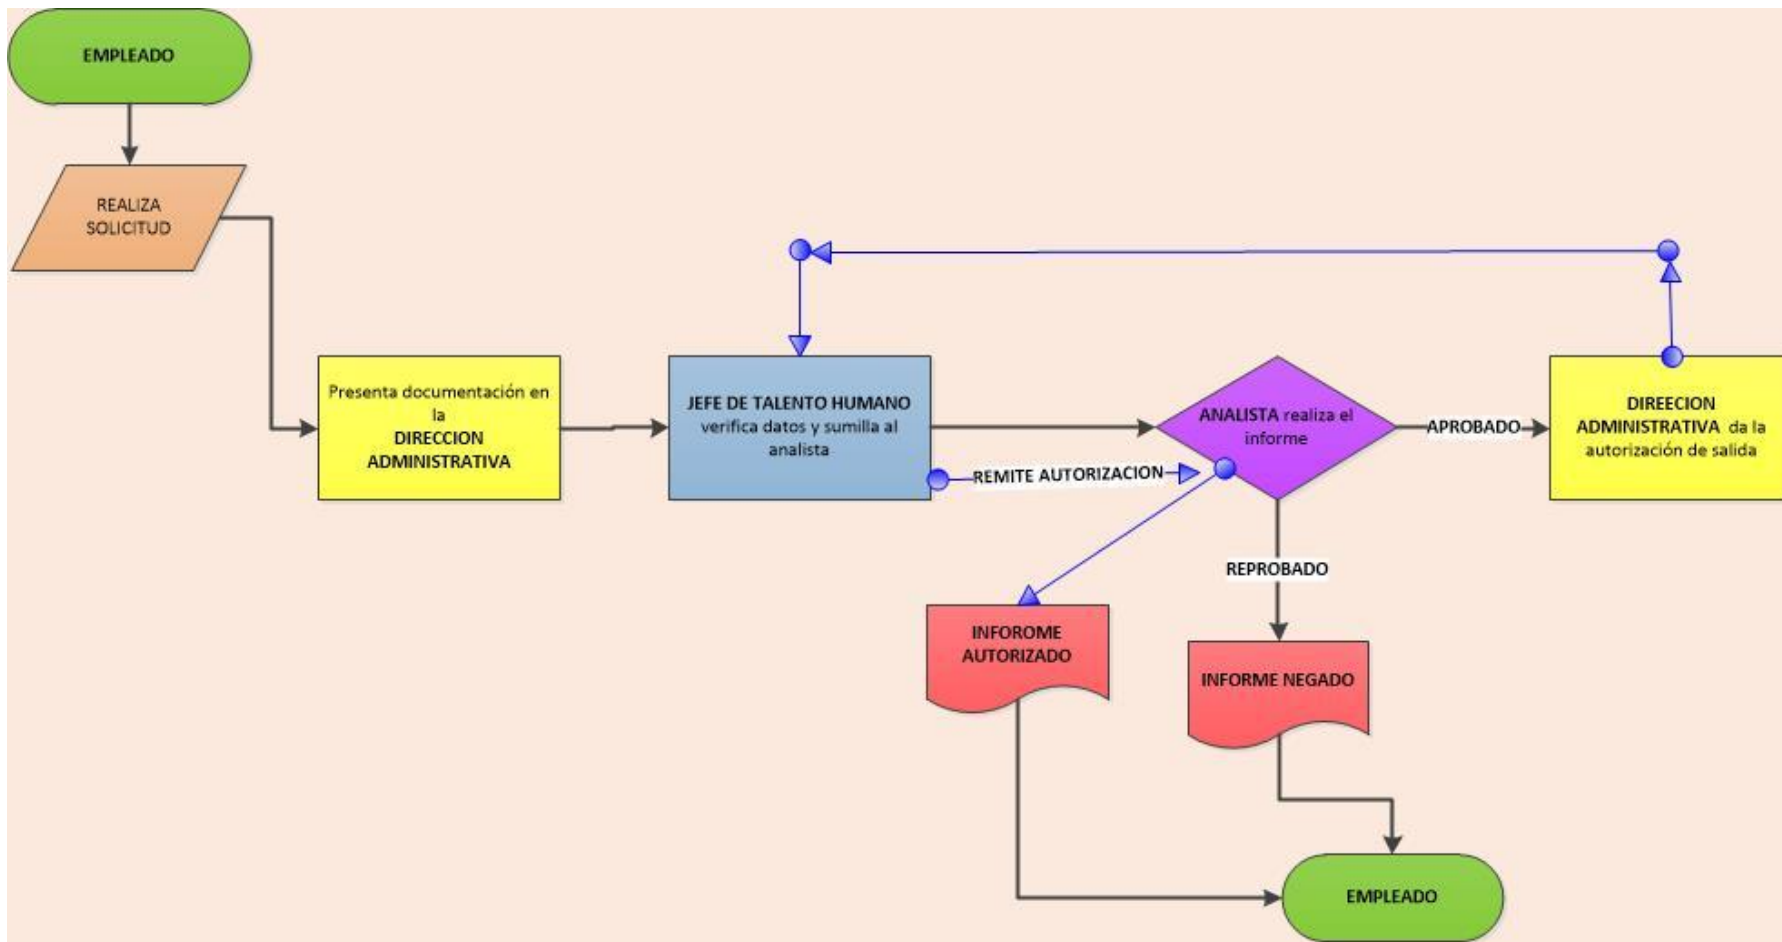 EMPLEADO
REALIZA
SOLICITUD
Presenta documentación en
la
DIRECCION
ADMINISTRATIVA
JEFE DE TALENTO HUMANO
verifica datos y sumilla al
analista
REMITE AUTORIZACION
ANALISTA realiza el
informe
APROBADO
DIREECION
ADMINISTRATIVA da la
autorización de salida
REPROBADO
INFOROME
AUTORIZADO
INFORME NEGADO
EMPLEADO